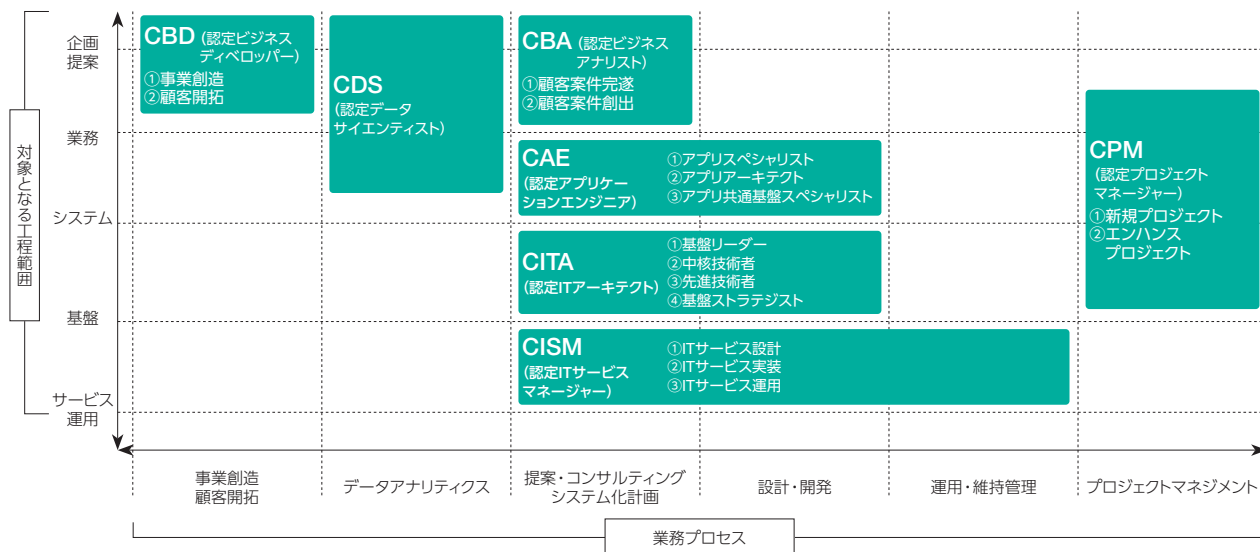 対象となる工程範囲
企画
提案
業務
システム
基盤
サービス
運用
CBD (認定ビジネス
ディベロッパー)
①事業創造
②顧客開拓
CDS
(認定データ
サイエンティスト)
CBA (認定ビジネス
アナリスト)
①顧客案件完遂
②顧客案件創出
CAE
(認定アプリケー
ションエンジニア)
①アプリスペシャリスト
②アプリアーキテクト
③アプリ共通基盤スペシャリスト
CITA
(認定ITアーキテクト)
①基盤リーダー
②中核技術者
③先進技術者
④基盤ストラテジスト
CISM
(認定ITサービス
マネージャー)
①ITサービス設計
②ITサービス実装
③ITサービス運用
CPM
(認定プロジェクト
マネージャー)
①新規プロジェクト
②エンハンス
プロジェクト
事業創造
顧客開拓
データアナリティクス
提案・コンサルティング
システム化計画
設計・開発
運用・維持管理
プロジェクトマネジメント
業務プロセス